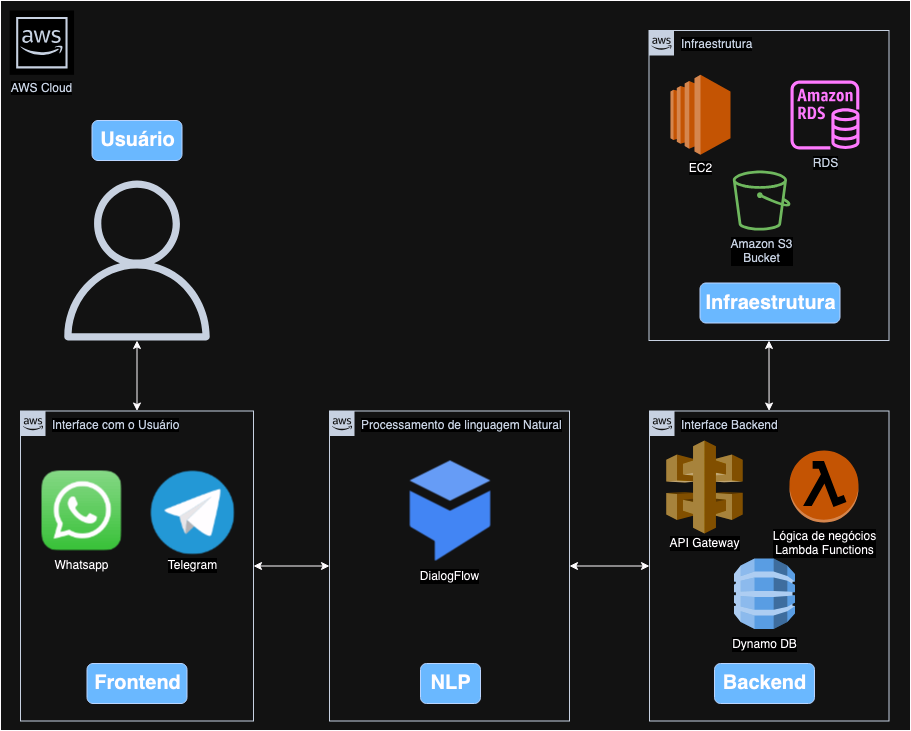 aws
AWS Cloud
Usuário
aws
Infraestrutura
EC2
Amazon
RDS
RDS
Amazon S3
Bucket
Infraestrutura
aws
Interface com o Usuário
Whatsapp
Telegram
Frontend
aws
Processamento de linguagem Natural
DialogFlow
NLP
aws
Interface Backend
API Gateway
λ
Lógica de negócios
Lambda Functions
Dynamo DB
Backend